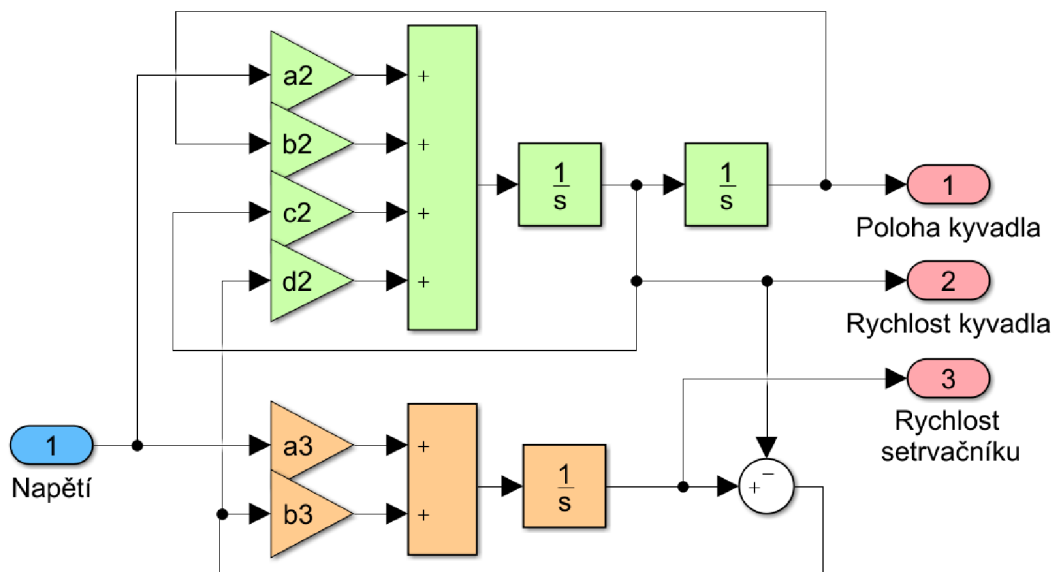 a2
+
b2
+
c2
+
d2
+
1
s
1
s
1
Poloha kyvadla
2
Rychlost kyvadla
3
Rychlost
setrvačníku
1
Napětí
a3
+
b3
+
1
s
−
+